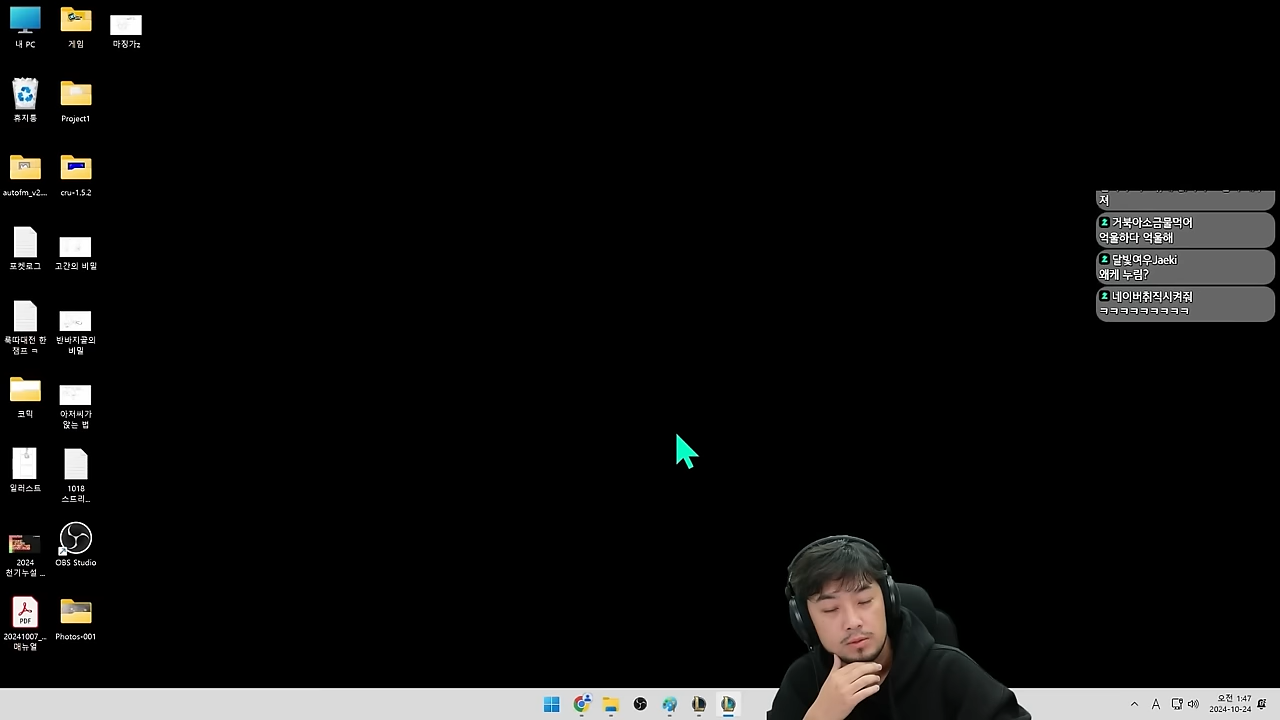 내 PC
게임
마징가z
휴지통
Project1
autofm_v2....
cru-1.5.2
포켓로그
고간의 비밀
룩따대전 한
점프 ㅋ
반바지골의
비밀
코믹
아저씨가
앉는 법
일러스트
1018
스트리...
2024
천기누설 ...
OBS Studio
PDF
20241007_...
매뉴얼
Photos-001
저
거북아소금물먹어
억울하다 억울해
달빛여우Jaeki
왜케 누림?
네이버취직시켜줘
ㅋㅋㅋㅋㅋㅋㅋㅋㅋ
A
오전 1:47
2024-10-24